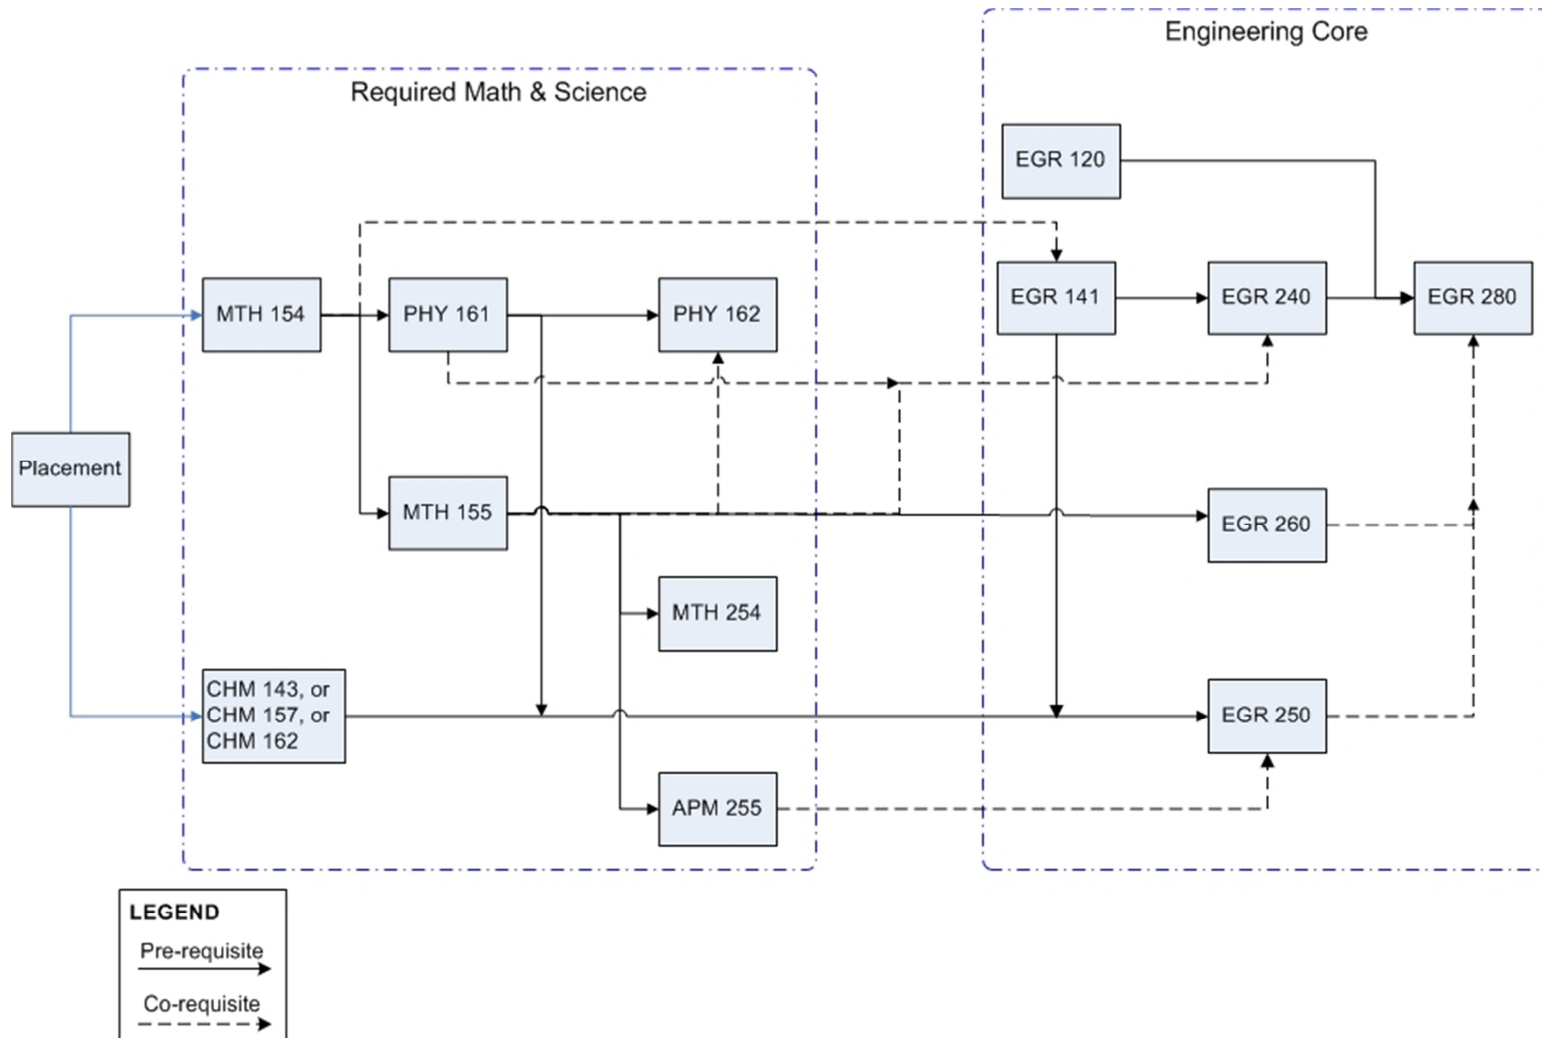 Engineering Core
Required Math & Science
EGR 120
MTH 154
PHY 161
PHY 162
EGR 141
EGR 240
EGR 280
Placement
MTH 155
EGR 260
MTH 254
CHM 143, or
CHM 157, or
CHM 162
EGR 250
APM 255
LEGEND
Pre-requisite
Co-requisite